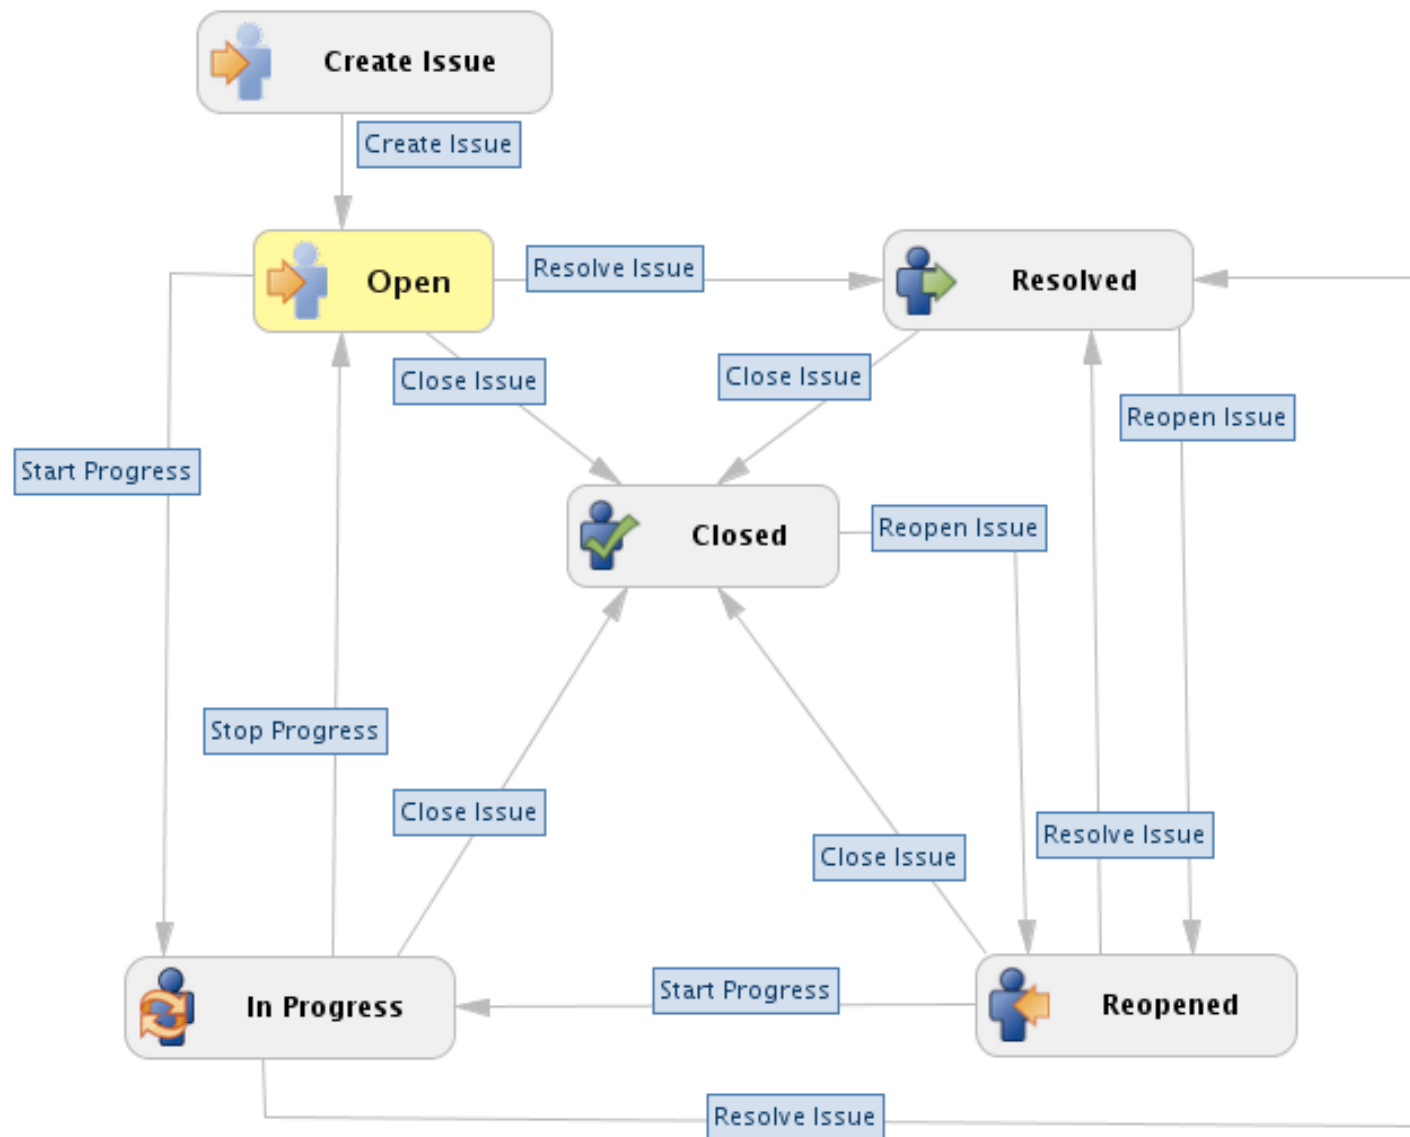 Create Issue
Create Issue
Open
Resolve Issue
Resolved
Close Issue
Close Issue
Reopen Issue
Start Progress
Closed
Reopen Issue
Stop Progress
Close Issue
Close Issue
Resolve Issue
In Progress
Start Progress
Reopened
Resolve Issue